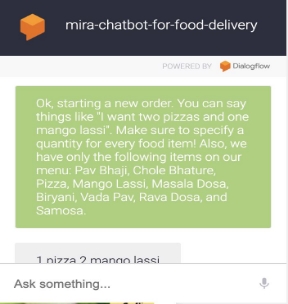 mira-chatbot-for-food-delivery
POWERED BY Dialogflow
Ok, starting a new order. You can say
things like "I want two pizzas and one
mango lassi". Make sure to specify a
quantity for every food item! Also, we
have only the following items on our
menu: Pav Bhaji, Chole Bhature,
Pizza, Mango Lassi, Masala Dosa,
Biryani, Vada Pav, Rava Dosa, and
Samosa.
1 pizza 2 mango lassi
Ask something...